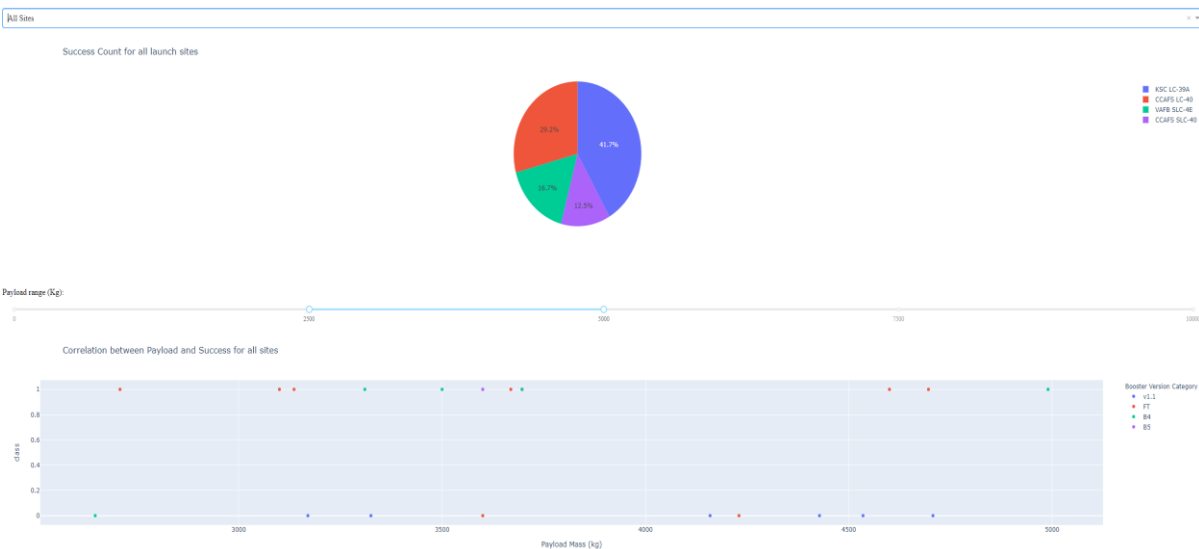 All Sites
Success Count for all launch sites
KSC LC-39A
CCAFS LC-40
VAFB SLC-4E
CCAFS SLC-40
29.2%
41.7%
16.7%
12.5%
Payload range (Kg):
0
2500
5000
7500
10000
Correlation between Payload and Success for all sites
Booster Version Category
v1.1
FT
B4
B5
class
1
0.8
0.6
0.4
0.2
0
3000
3500
4000
4500
5000
Payload Mass (kg)